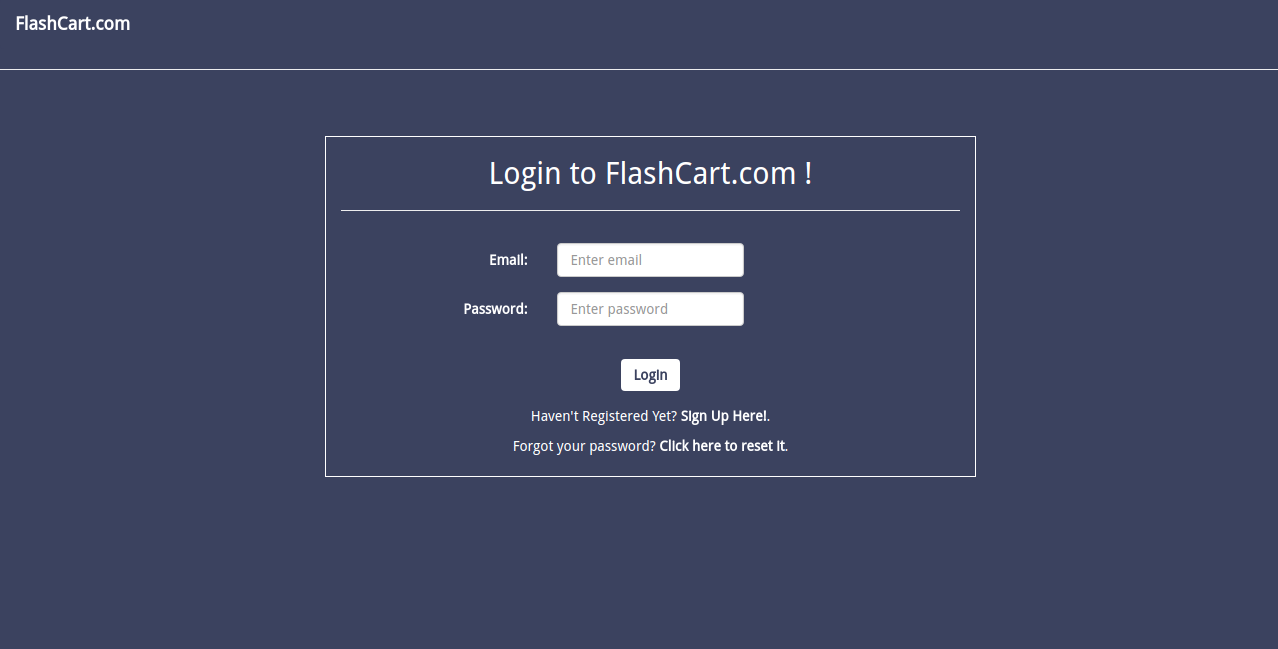 FlashCart.com
Login to FlashCart.com !
Email: Enter email
Password: Enter password
Login
Haven't Registered Yet? Sign Up Here!.
Forgot your password? Click here to reset it.